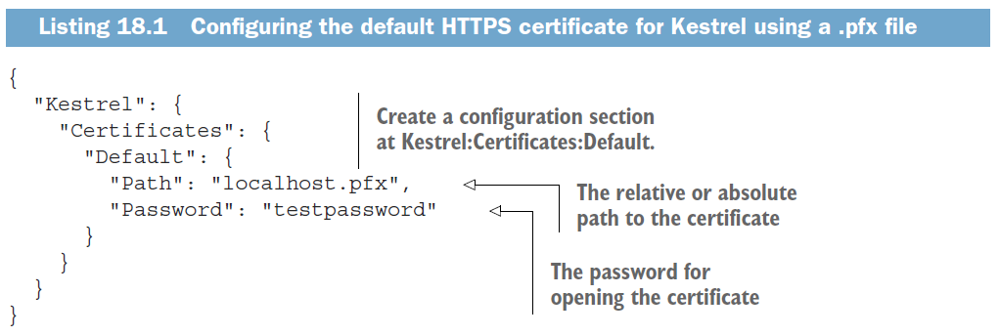 Listing 18.1 Configuring the default HTTPS certificate for Kestrel using a .pfx file
{
"Kestrel": {
"Certificates": {
"Default": {
"Path": "localhost.pfx",
"Password": "testpassword"
}
}
}
}
Create a configuration section
at Kestrel:Certificates:Default.
The relative or absolute
path to the certificate
The password for
opening the certificate